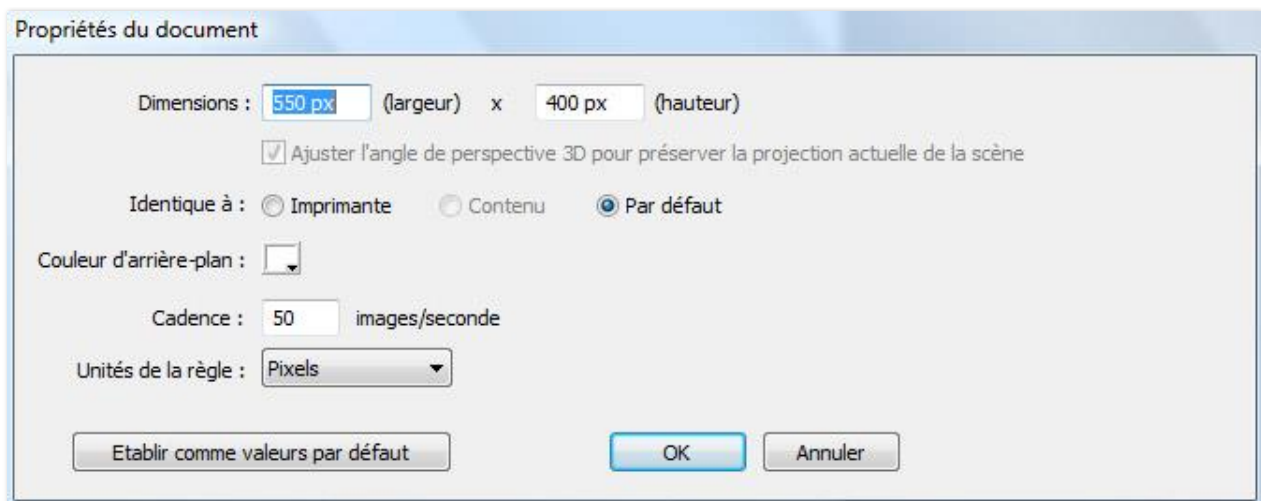 Propriétés du document
Dimensions : 550 px (largeur) x 400 px (hauteur)
Ajuster l'angle de perspective 3D pour préserver la projection actuelle de la scène
Identique à : Imprimante Contenu Par défaut
Couleur d'arrière-plan :
Cadence : 50 images/seconde
Unités de la règle : Pixels
Etablir comme valeurs par défaut OK Annuler